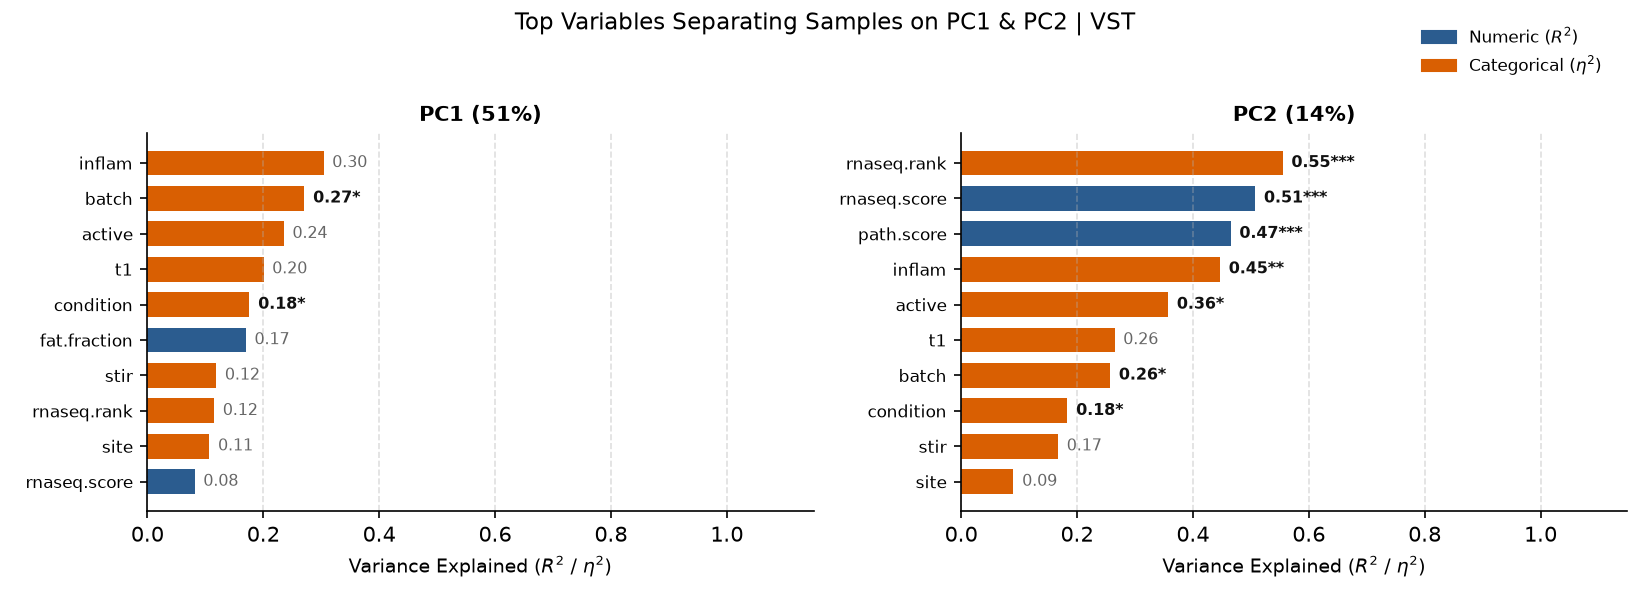 Top Variables Separating Samples on PC1 & PC2 | VST
Numeric (R²)
Categorical (η²)
PC1 (51%)
inflam 0.30
batch 0.27*
active 0.24
t1 0.20
condition 0.18*
fat.fraction 0.17
stir 0.12
rnaseq.rank 0.12
site 0.11
rnaseq.score 0.08
0.0 0.2 0.4 0.6 0.8 1.0
Variance Explained (R² / η²)
PC2 (14%)
rnaseq.rank 0.55***
rnaseq.score 0.51***
path.score 0.47***
inflam 0.45**
active 0.36*
t1 0.26
batch 0.26*
condition 0.18*
stir 0.17
site 0.09
0.0 0.2 0.4 0.6 0.8 1.0
Variance Explained (R² / η²)